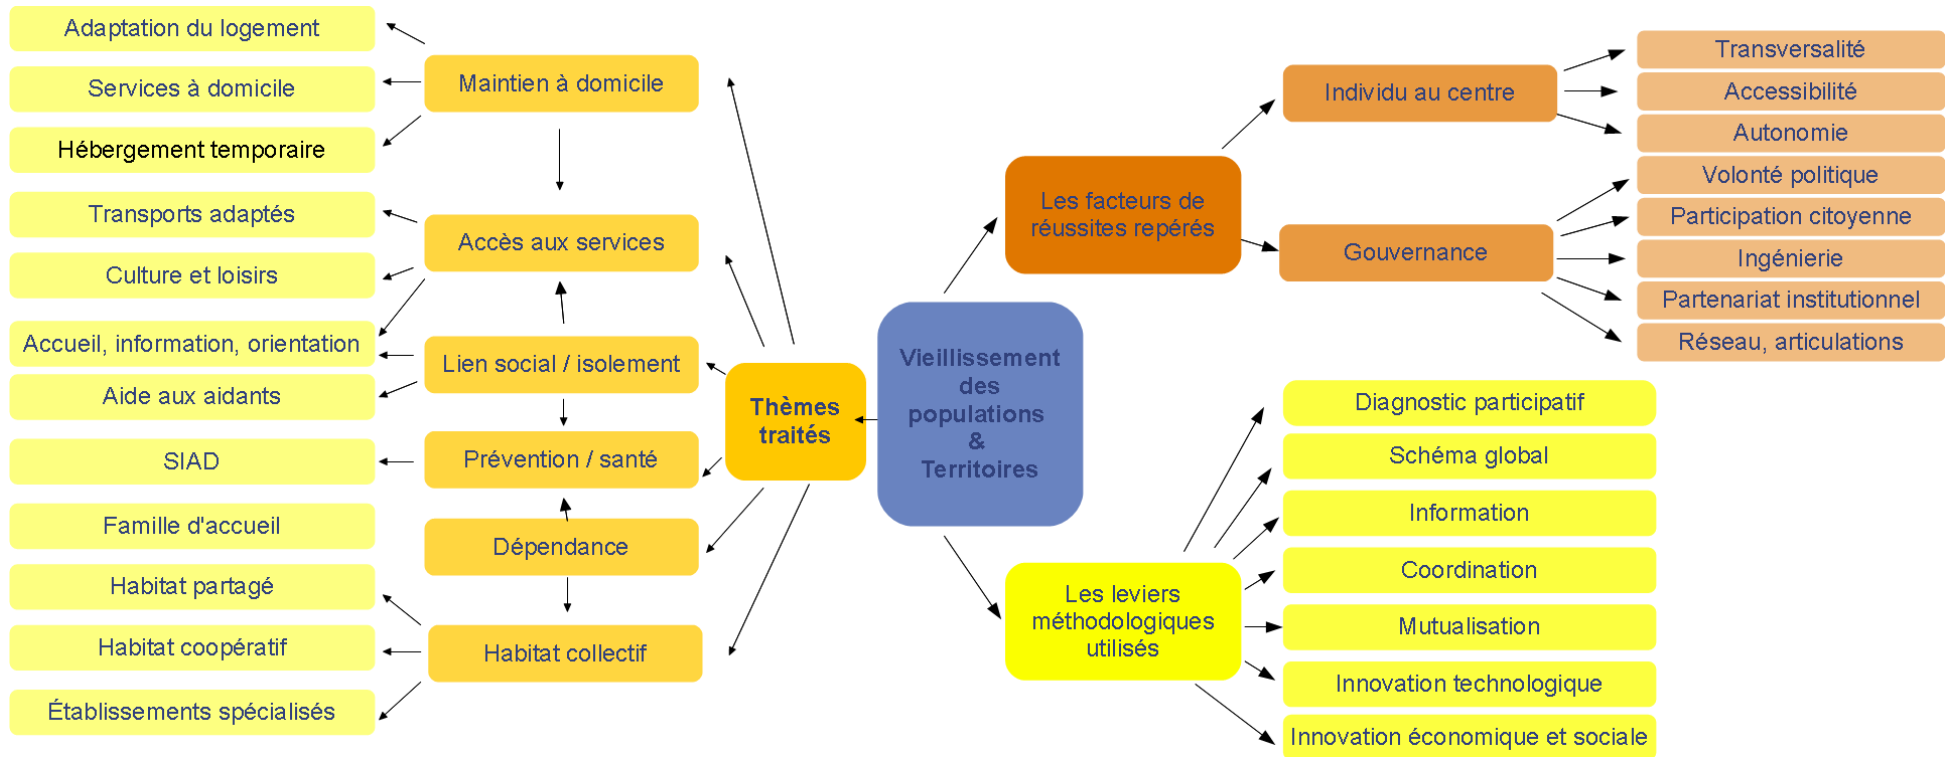 Adaptation du logement
Services à domicile
Hébergement temporaire
Transports adaptés
Culture et loisirs
Accueil, information, orientation
Aide aux aidants
SIAD
Famille d'accueil
Habitat partagé
Habitat coopératif
Établissements spécialisés
Maintien à domicile
Accès aux services
Lien social / isolement
Prévention / santé
Dépendance
Habitat collectif
Thèmes
traités
Vieillissement
des
populations
&
Territoires
Les facteurs de
réussites repérés
Individu au centre
Gouvernance
Transversalité
Accessibilité
Autonomie
Volonté politique
Participation citoyenne
Ingénierie
Partenariat institutionnel
Réseau, articulations
Les leviers
méthodologiques
utilisés
Diagnostic participatif
Schéma global
Information
Coordination
Mutualisation
Innovation technologique
Innovation économique et sociale